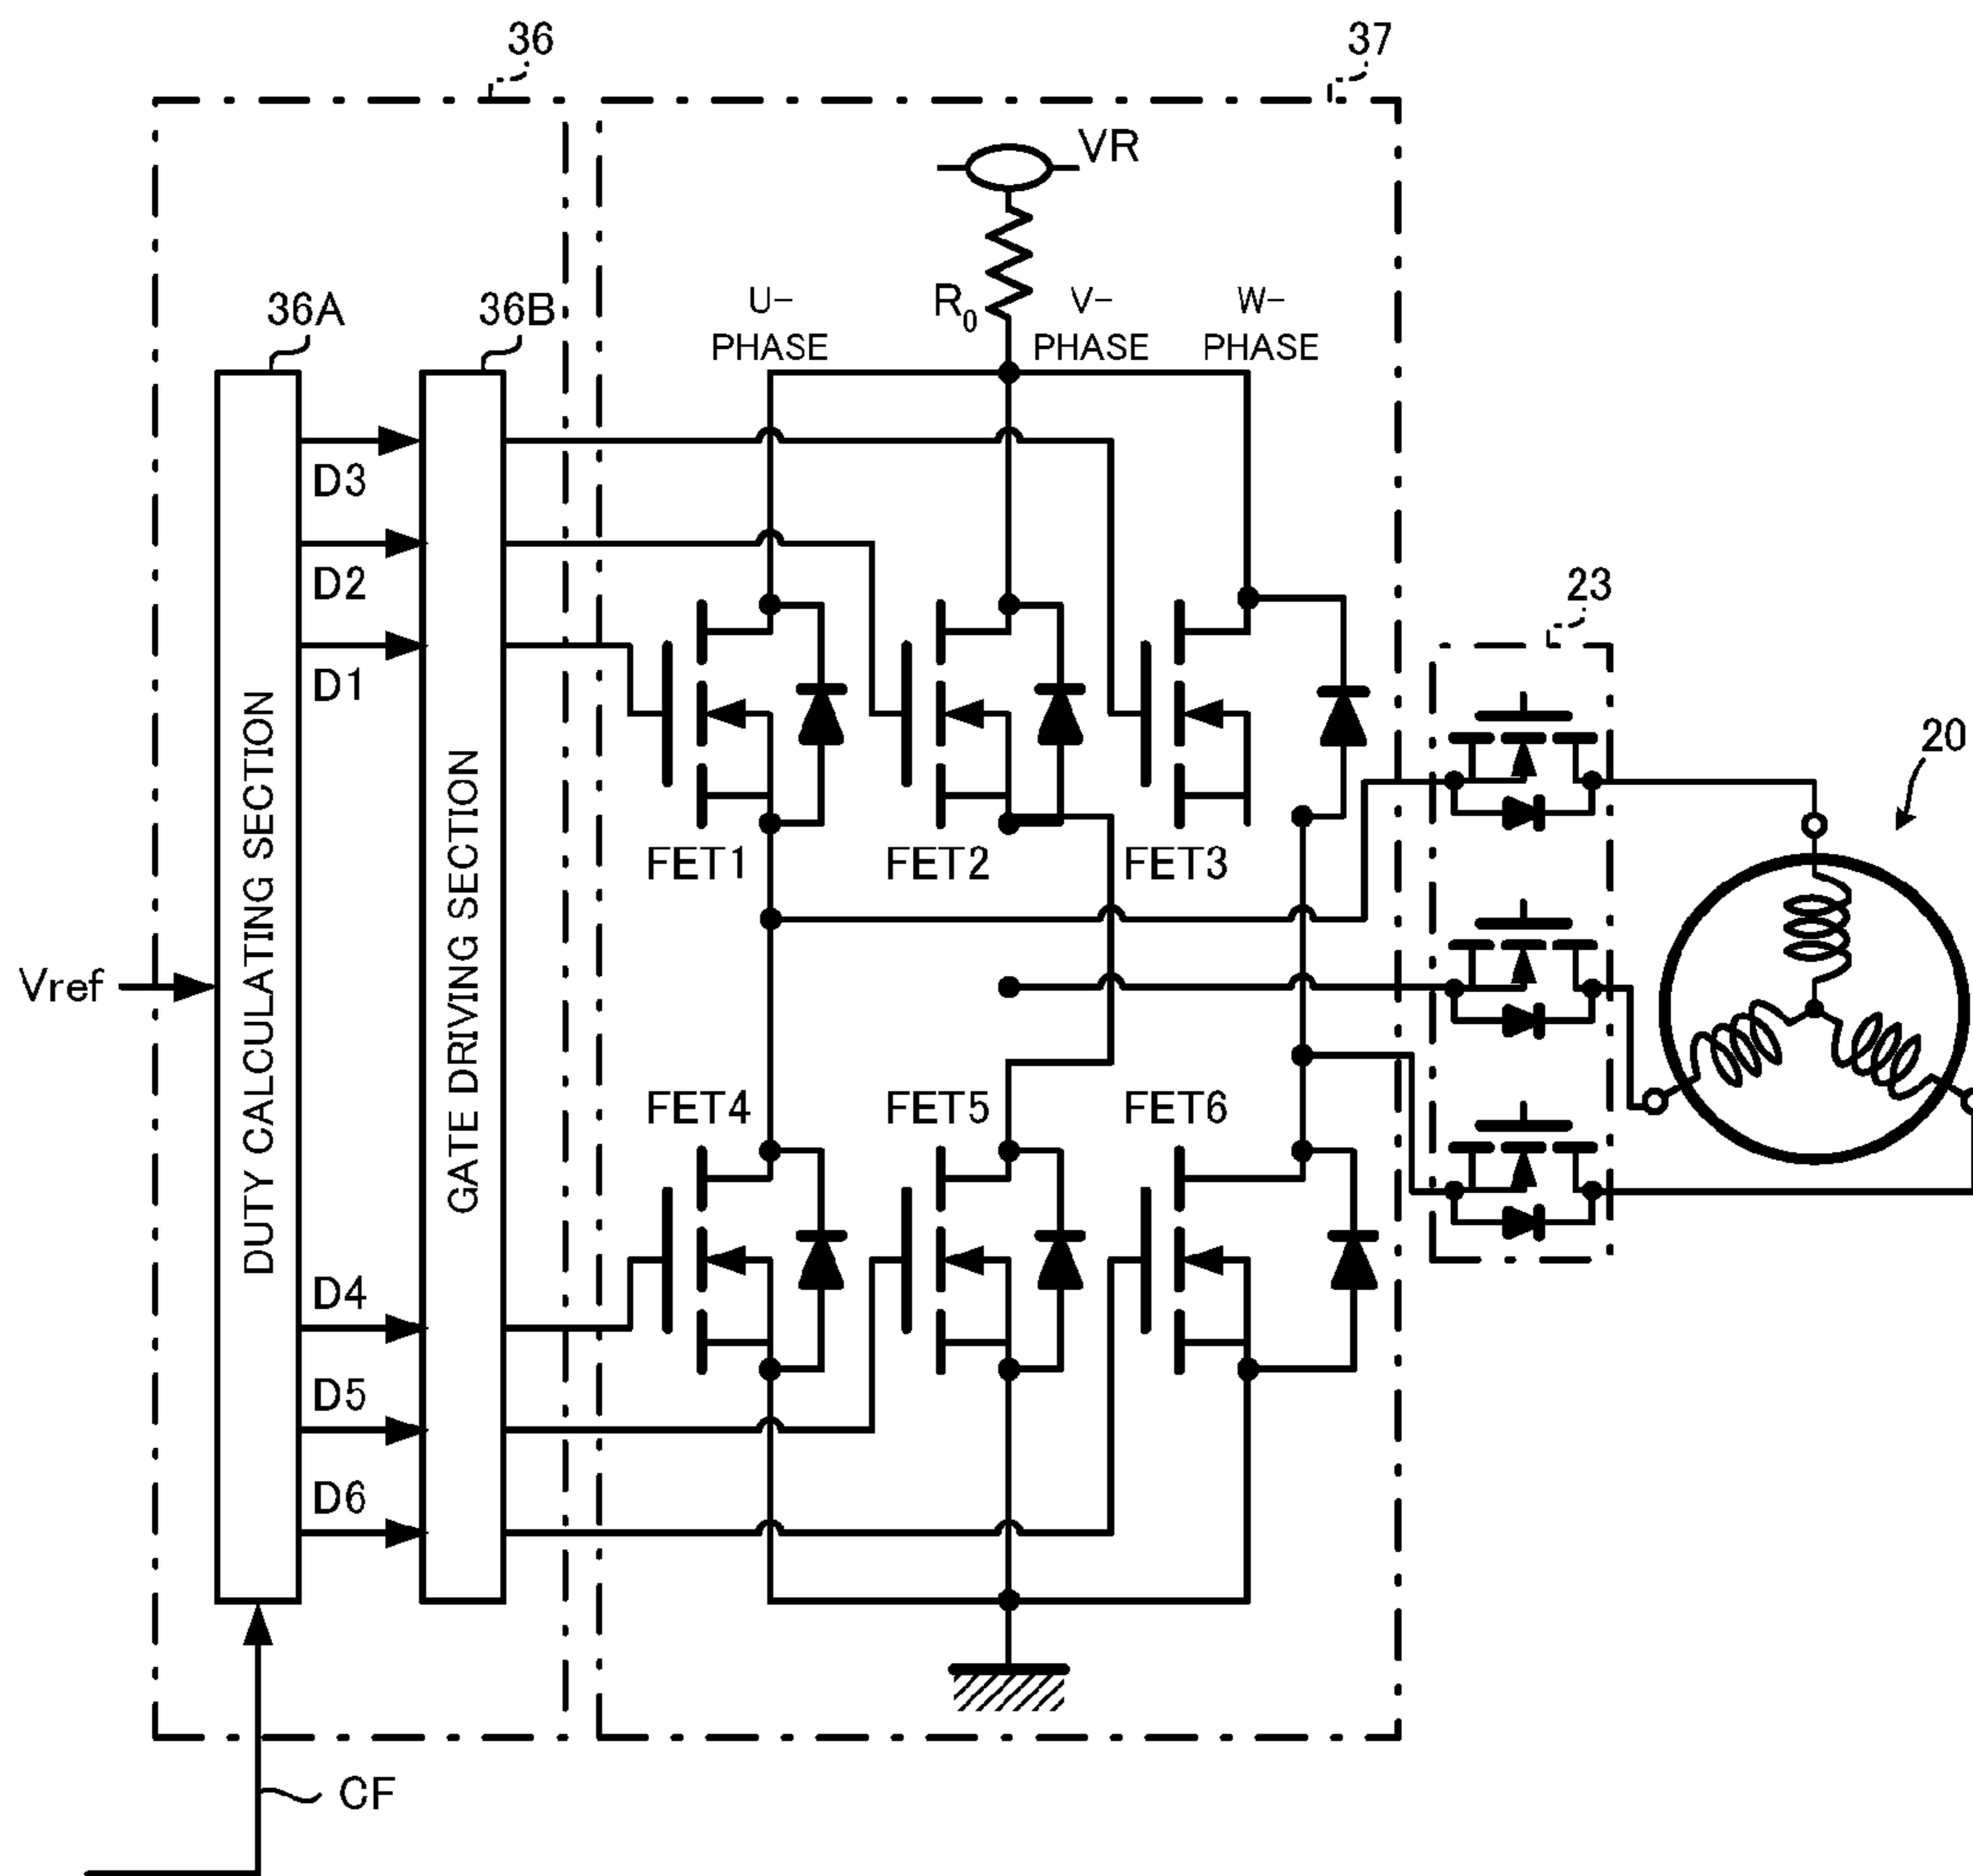 36
37
VR
36A
36B
R0
U-
PHASE
V-
PHASE
W-
PHASE
D3
D2
D1
DUTY CALCULATING SECTION
GATE DRIVING SECTION
23
20
FET1
FET2
FET3
Vref
FET4
FET5
FET6
D4
D5
D6
CF